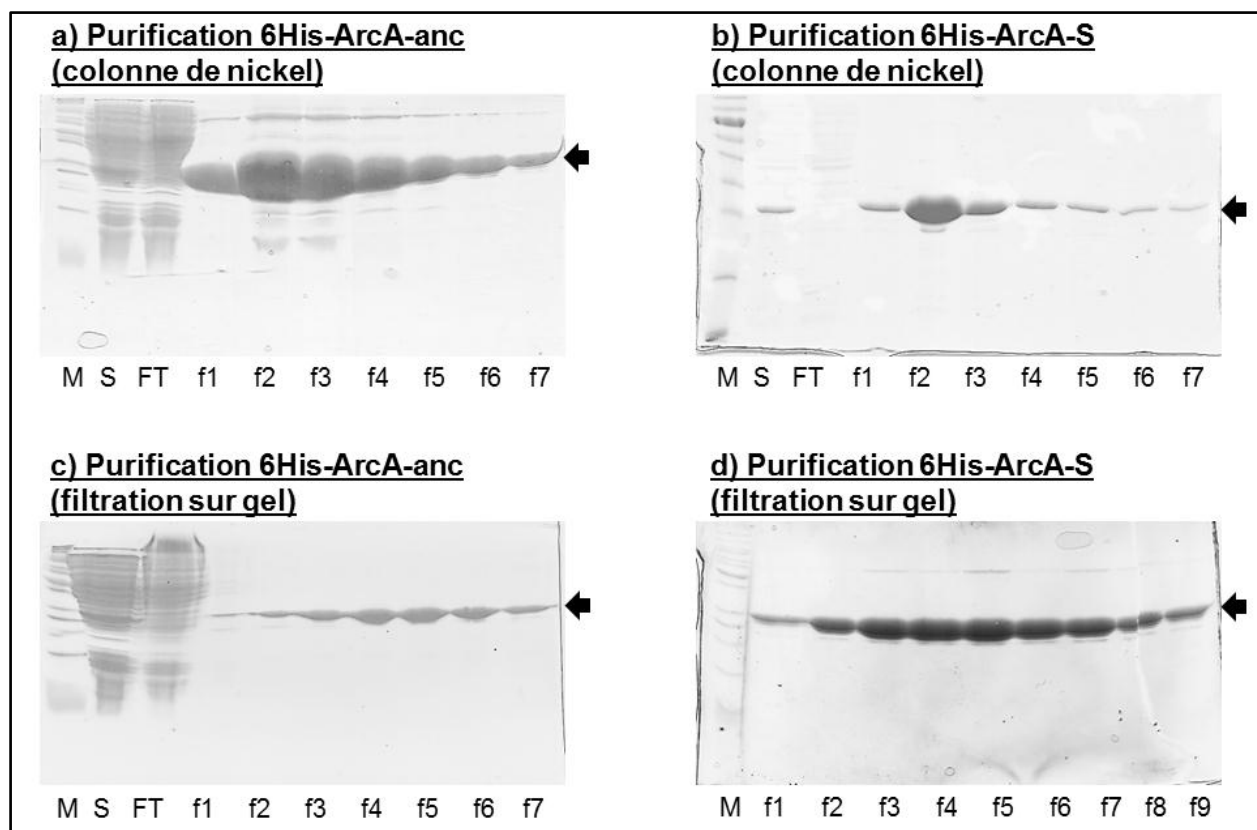 a) Purification 6His-ArcA-anc
(colonne de nickel)
M S FT f1 f2 f3 f4 f5 f6 f7
b) Purification 6His-ArcA-S
(colonne de nickel)
M S FT f1 f2 f3 f4 f5 f6 f7
c) Purification 6His-ArcA-anc
(filtration sur gel)
M S FT f1 f2 f3 f4 f5 f6 f7
d) Purification 6His-ArcA-S
(filtration sur gel)
M f1 f2 f3 f4 f5 f6 f7 f8 f9